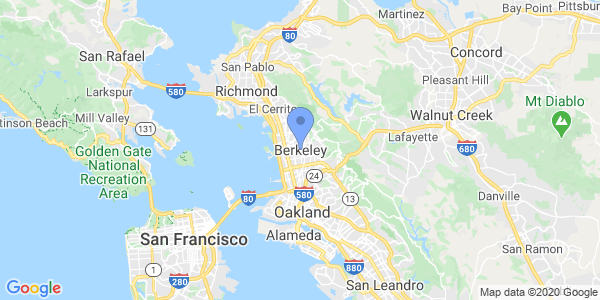 Martinez
Bay Point
Pittsburg
80
San Rafael
Concord
San Pablo
Pleasant Hill
Larkspur
580
Richmond
El Cerrito
Mt Diablo
Walnut Creek
Mill Valley
131
Lafayette
Berkeley
680
Golden Gate
National
Recreation
Area
24
80
580
13
Danville
Oakland
Alameda
San Francisco
San Ramon
1
280
880
San Leandro
Google
Map data ©2020 Google